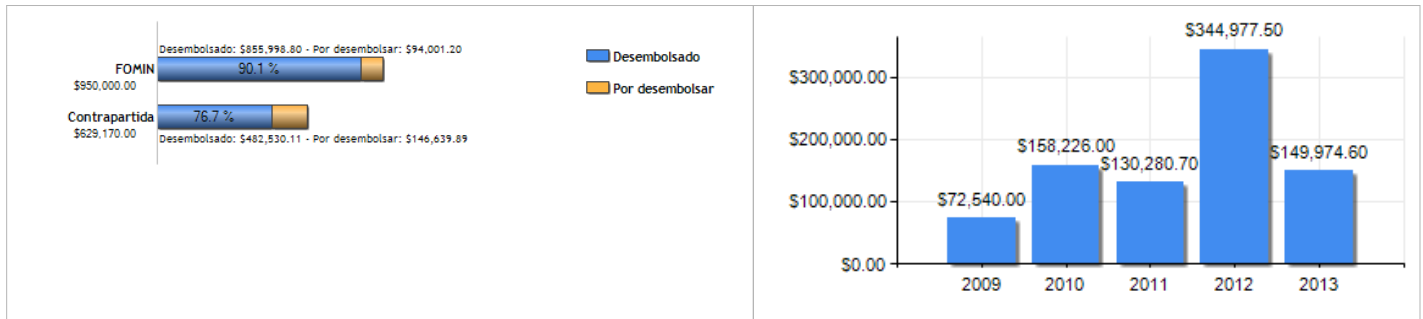 Desembolsado: $855,998.80 - Por desembolsar: $94,001.20
FOMIN
$950,000.00
90.1 %
Contrapartida
$629,170.00
76.7 %
Desembolsado: $482,530.11 - Por desembolsar: $146,639.89
Desembolsado
Por desembolsar
$344,977.50
$300,000.00
$200,000.00
$158,226.00
$149,974.60
$130,280.70
$100,000.00
$72,540.00
$0.00
2009 2010 2011 2012 2013